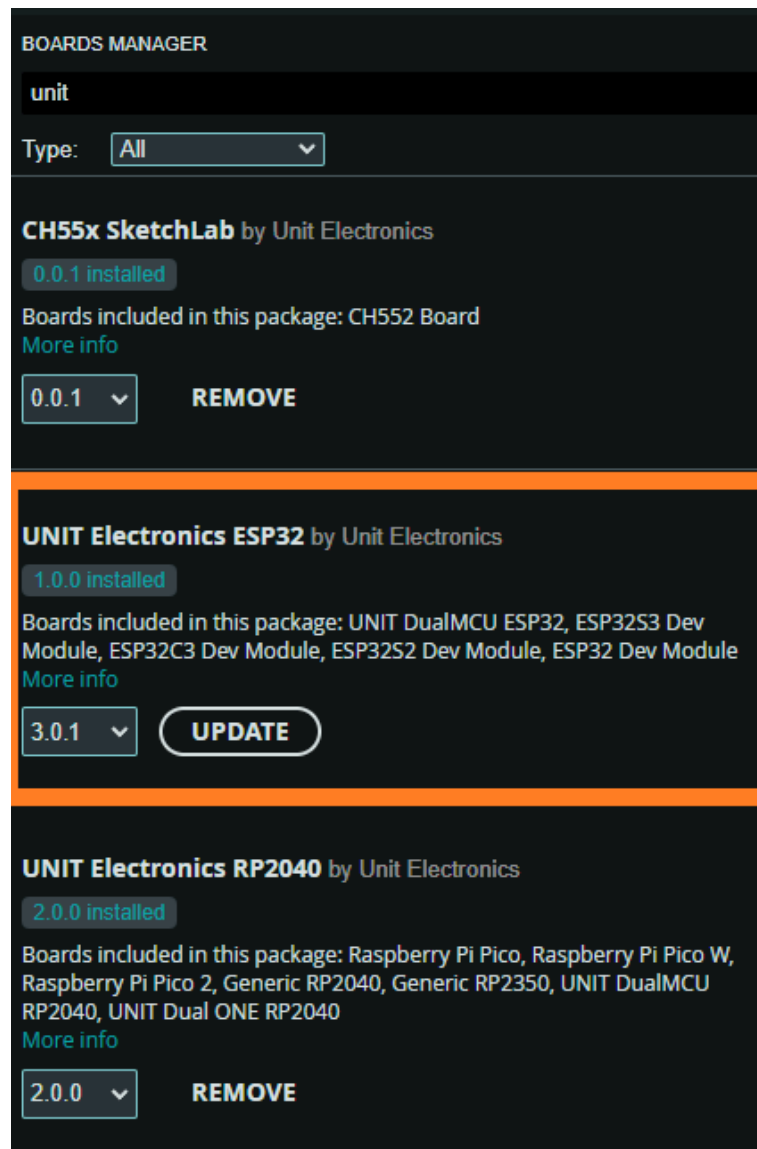 BOARDS MANAGER
unit
Type: All
CH55x SketchLab by Unit Electronics
0.0.1 installed
Boards included in this package: CH552 Board
More info
0.0.1 REMOVE
UNIT Electronics ESP32 by Unit Electronics
1.0.0 installed
Boards included in this package: UNIT DualMCU ESP32, ESP32S3 Dev
Module, ESP32C3 Dev Module, ESP32S2 Dev Module, ESP32 Dev Module
More info
3.0.1 UPDATE
UNIT Electronics RP2040 by Unit Electronics
2.0.0 installed
Boards included in this package: Raspberry Pi Pico, Raspberry Pi Pico W,
Raspberry Pi Pico 2, Generic RP2040, Generic RP2350, UNIT DualMCU
RP2040, UNIT Dual ONE RP2040
More info
2.0.0 REMOVE